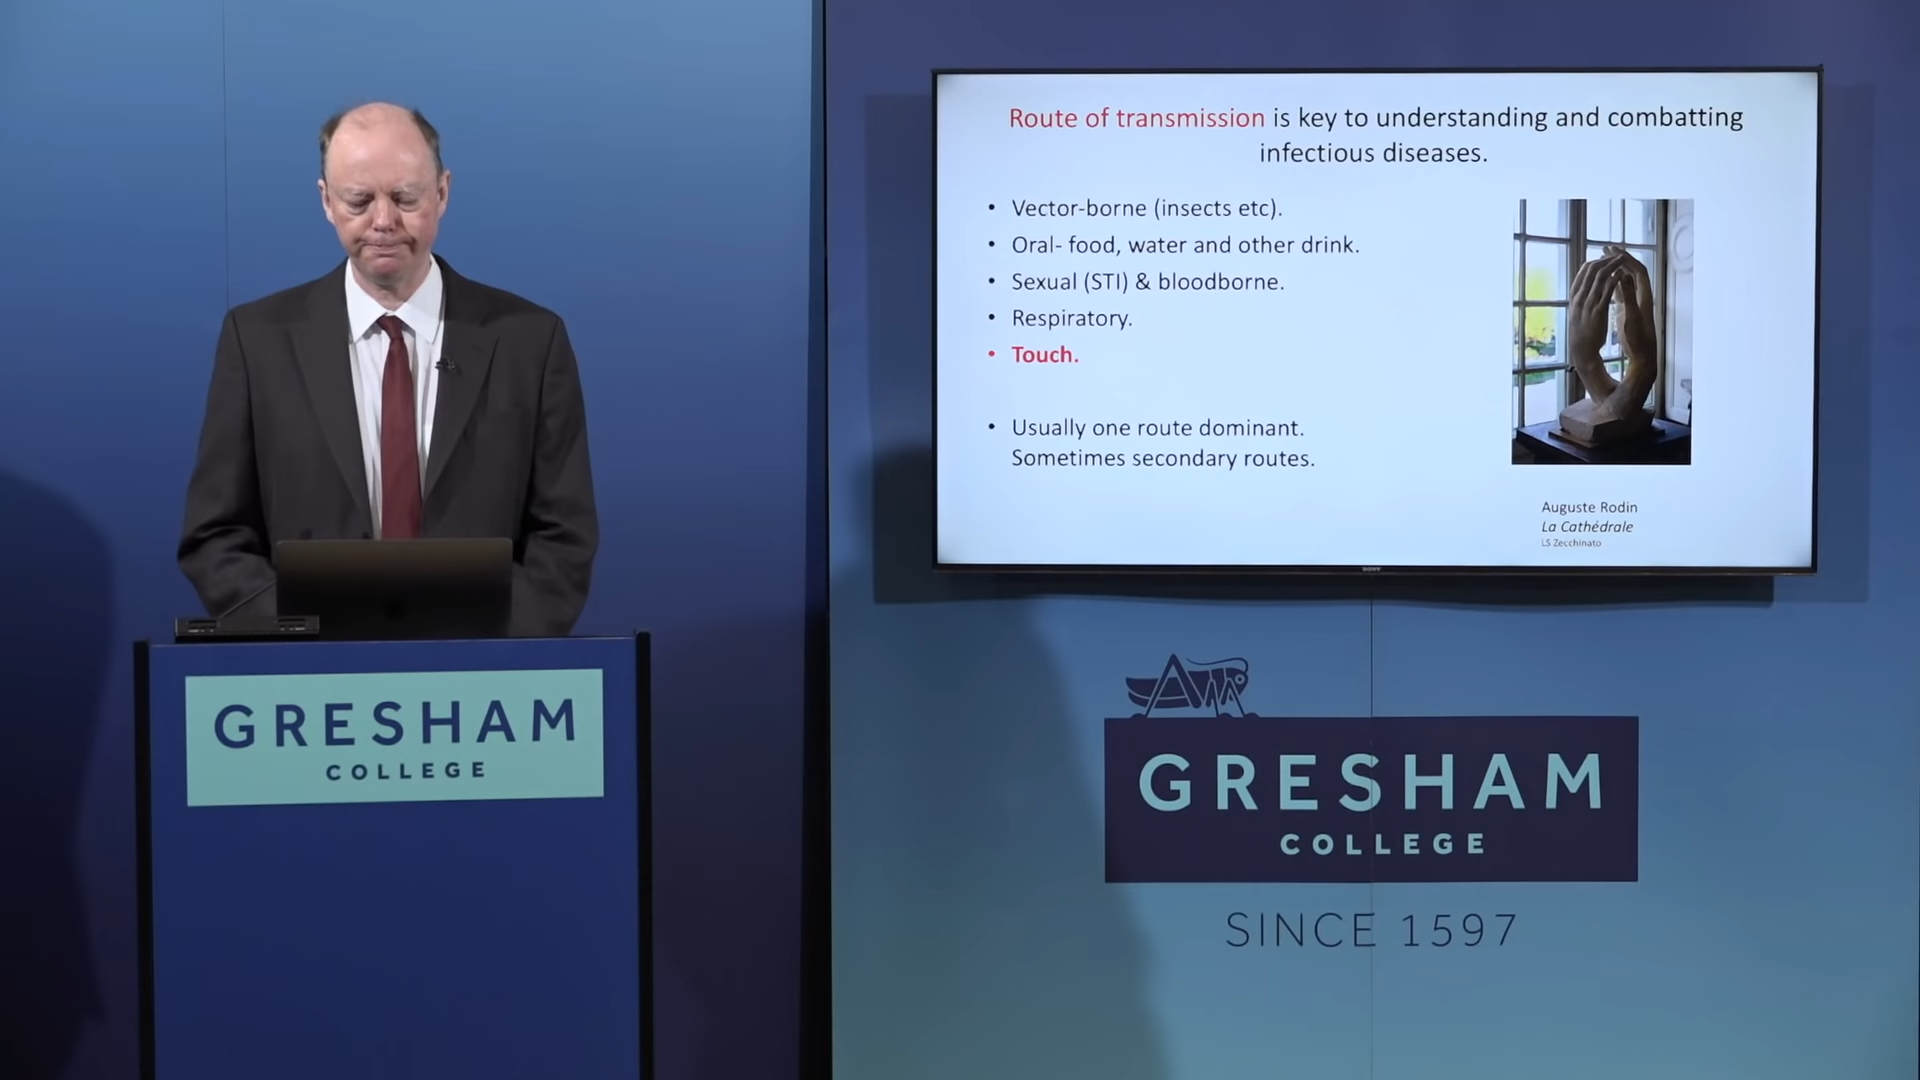 Route of transmission is key to understanding and combatting
infectious diseases.
• Vector-borne (insects etc).
• Oral- food, water and other drink.
• Sexual (STI) & bloodborne.
• Respiratory.
• Touch.
• Usually one route dominant.
Sometimes secondary routes.
Auguste Rodin
La Cathédrale
LS Zecchinato
SONY
GRESHAM
COLLEGE
GRESHAM
COLLEGE
SINCE 1597